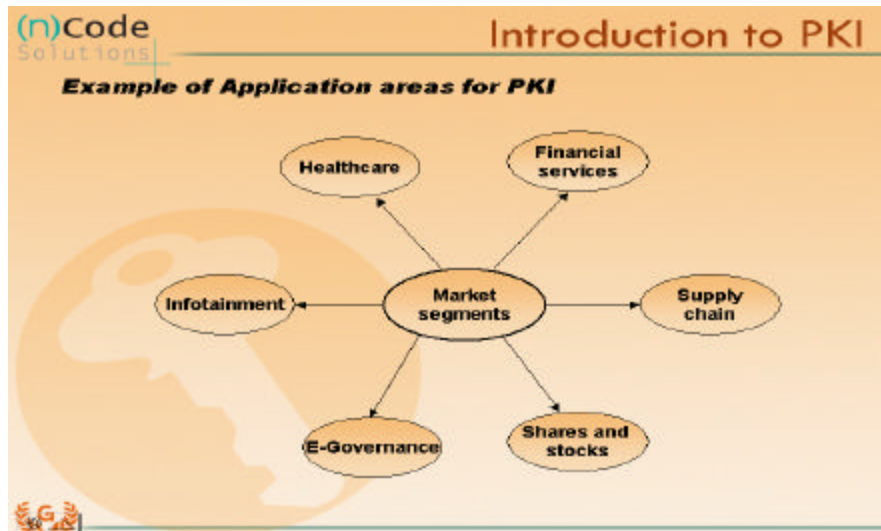 (n)Code
Solutions
Introduction to PKI
Example of Application areas for PKI
Healthcare
Financial
services
Infotainment
Market
segments
Supply
chain
E-Governance
Shares and
stocks
G